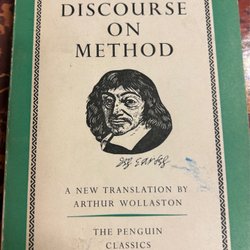 DISCOURSE
ON
METHOD
A NEW TRANSLATION BY
ARTHUR WOLLASTON
THE PENGUIN
CLASSICS